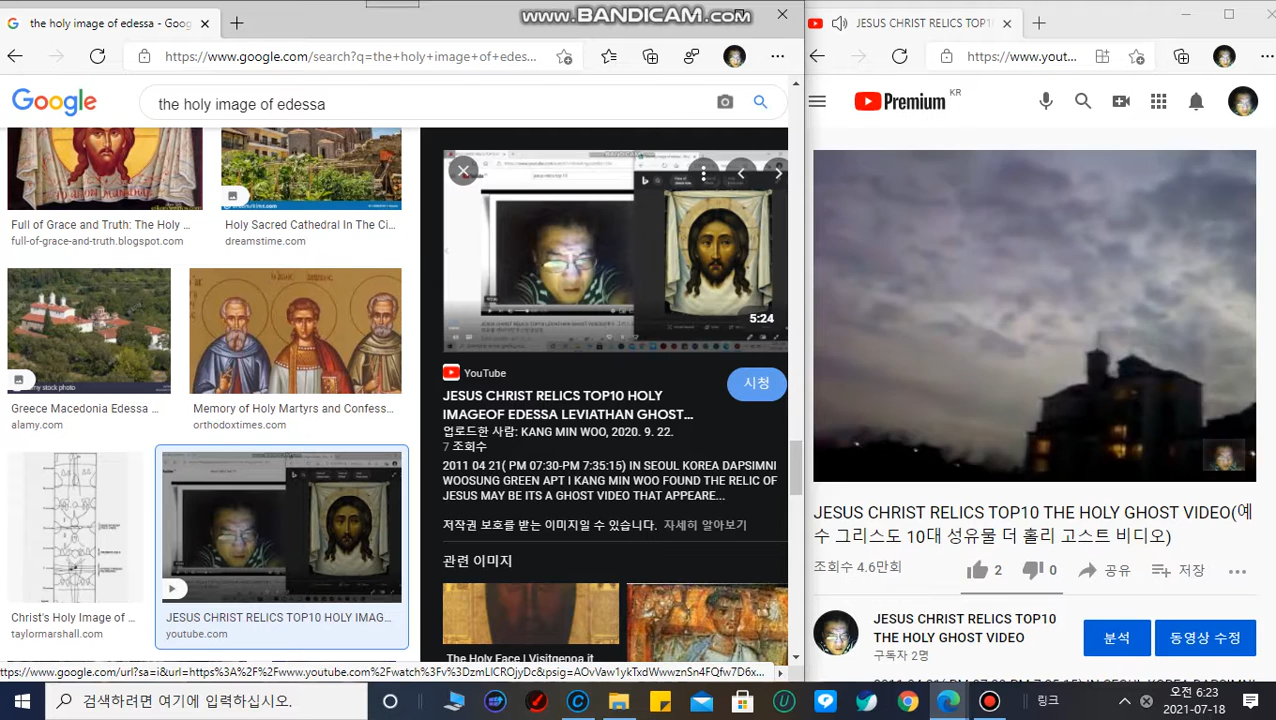 the holy image of edessa - Goog
www.BANDICAM.com
JESUS CHRIST RELICS TOP1
https://www.google.com/search?q=the+holy+image+of+edes...
https://www.yout...
Google
the holy image of edessa
Premium KR
Full of Grace and Truth: The Holy ...
full-of-grace-and-truth.blogspot.com
Holy Sacred Cathedral In The Ci...
dreamstime.com
Greece Macedonia Edessa ...
alamy.com
Memory of Holy Martyrs and Confess...
orthodoxtimes.com
Christ's Holy Image of ...
taylormarshall.com
JESUS CHRIST RELICS TOP10 HOLY IMAG...
youtube.com
5:24
YouTube
JESUS CHRIST RELICS TOP10 HOLY
IMAGEOF EDESSA LEVIATHAN GHOST...
시청
업로드한 사람: KANG MIN WOO, 2020. 9. 22.
7 조회수
2011 04 21( PM 07:30-PM 7:35:15) IN SEOUL KOREA DAPSIMNI
WOOSUNG GREEN APT I KANG MIN WOO FOUND THE RELIC OF
JESUS MAY BE ITS A GHOST VIDEO THAT APPEARE...
저작권 보호를 받는 이미지일 수 있습니다. 자세히 알아보기
관련 이미지
The Holy Face | Visitgenoa it
https://www.google.com/url?sa=i&url=https%3A%2F%2Fwww.youtube.com%2Fwatch%3Fv%3DzmLlCROjyDc&psig=AOvVaw1ykTxdWwwznSn4FQfw7D6x...
JESUS CHRIST RELICS TOP10 THE HOLY GHOST VIDEO(예
수 그리스도 10대 성유물 더 홀리 고스트 비디오)
조회수 4.6만회
2
0
공유
저장
JESUS CHRIST RELICS TOP10
THE HOLY GHOST VIDEO
구독자 2명
분석
동영상 수정
검색하려면 여기에 입력하십시오.
링크
오전 6:23
2021-07-18